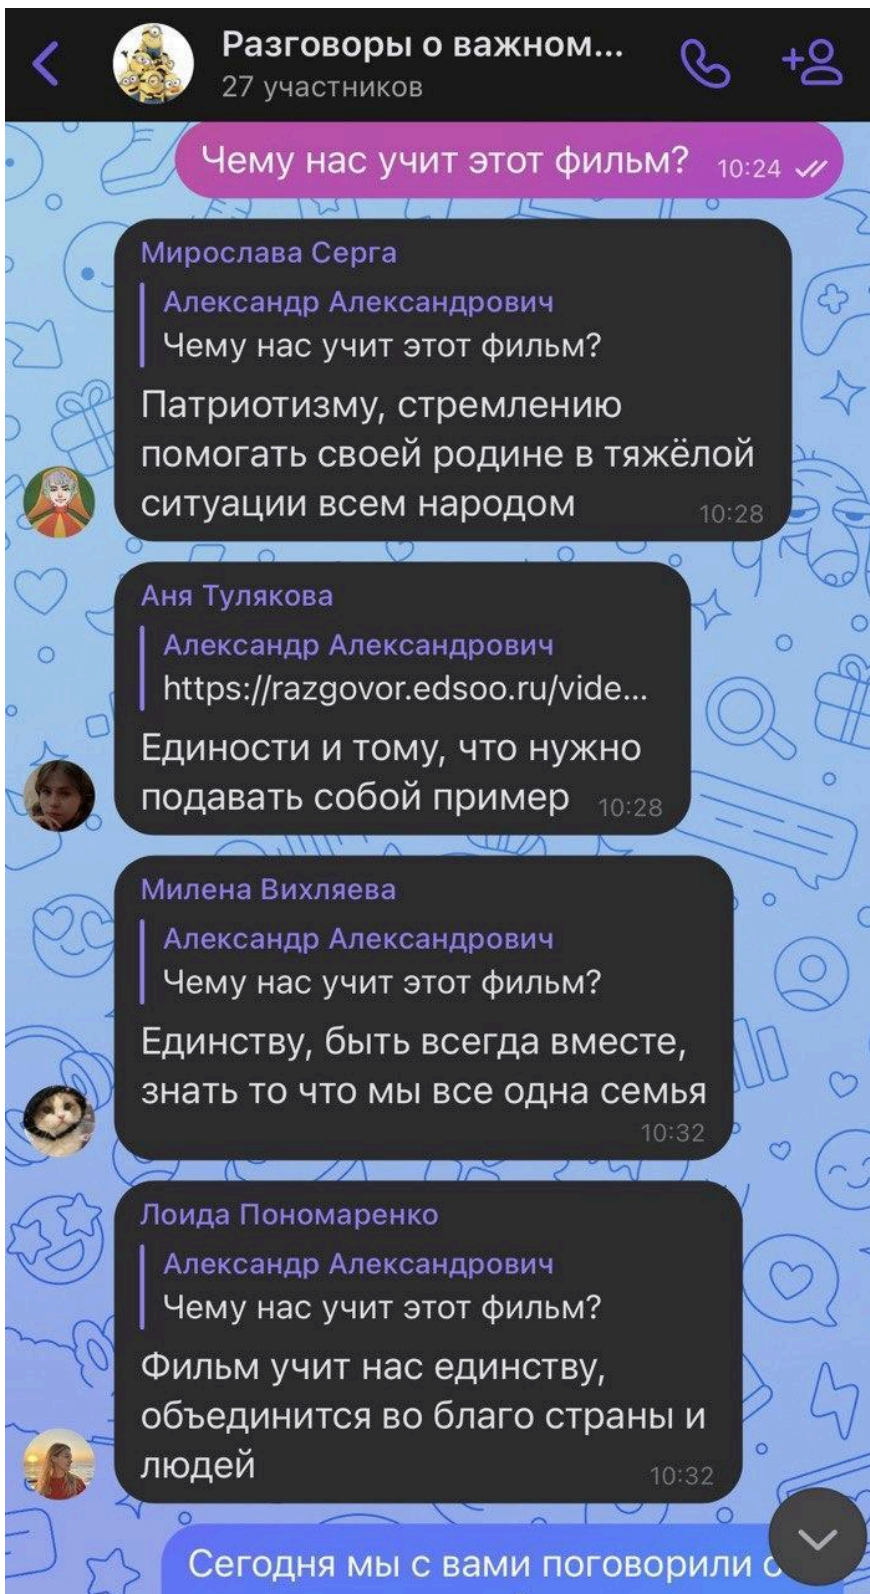 Разговоры о важном...
27 участников
Чему нас учит этот фильм? 10:24
Мирослава Серга
Александр Александрович
Чему нас учит этот фильм?
Патриотизму, стремлению
помогать своей родине в тяжёлой
ситуации всем народом 10:28
Аня Тулякова
Александр Александрович
https://razgovor.edsoo.ru/vide...
Единости и тому, что нужно
подавать собой пример 10:28
Милена Вихляева
Александр Александрович
Чему нас учит этот фильм?
Единству, быть всегда вместе,
знать то что мы все одна семья
10:32
Лоида Пономаренко
Александр Александрович
Чему нас учит этот фильм?
Фильм учит нас единству,
объединится во благо страны и
людей 10:32
Сегодня мы с вами поговорили